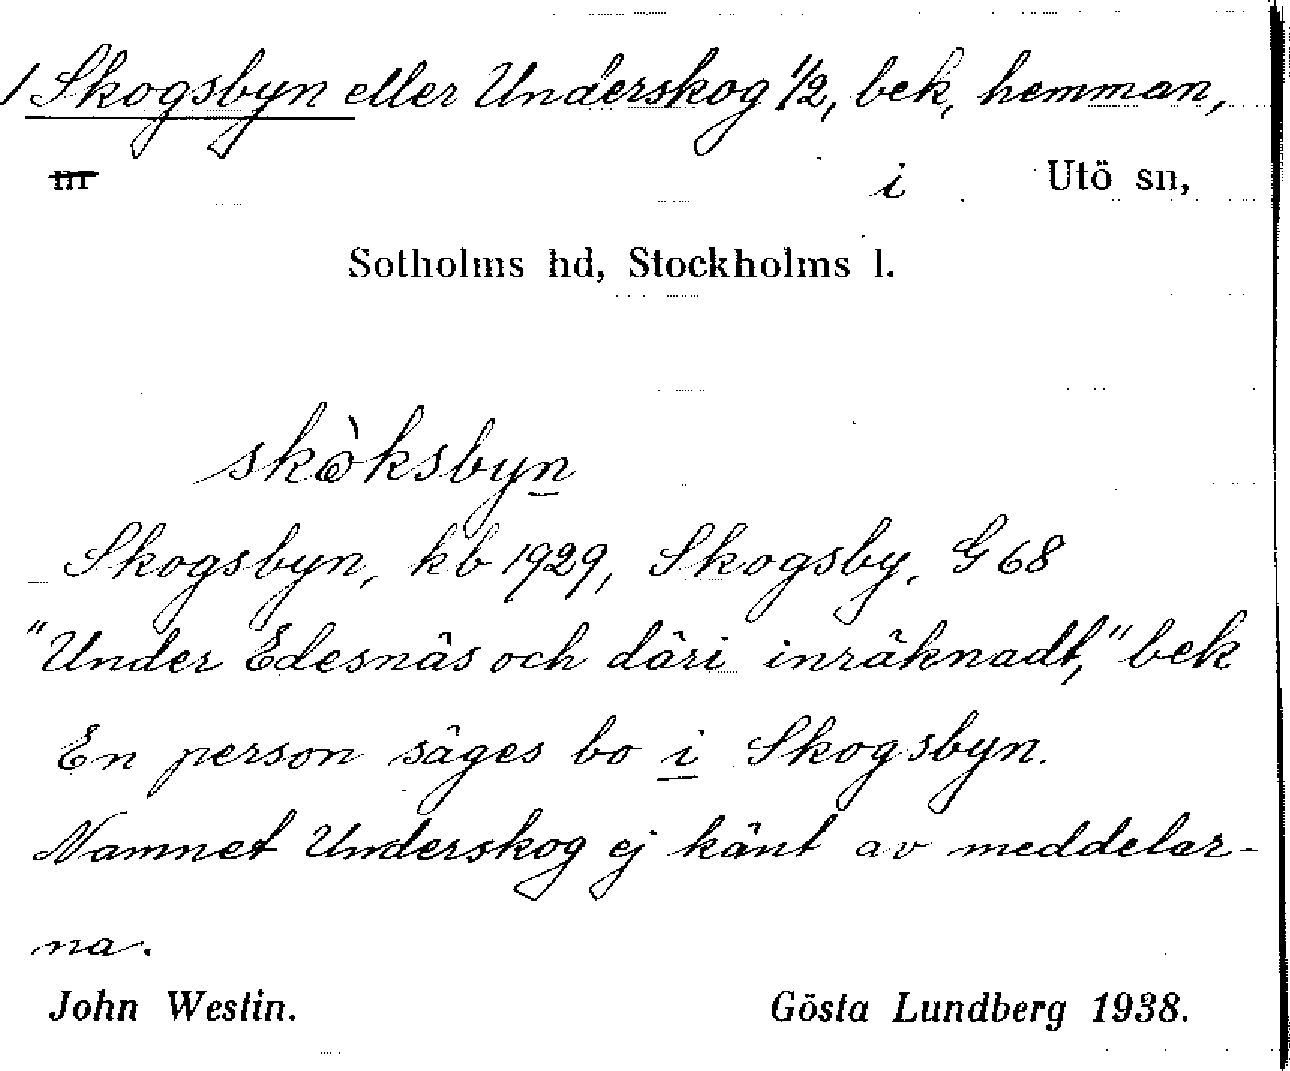 / Skogsbyn eller Underskog 1/2, bek, hemman,
i Utö sn,
Sotholms hd, Stockholms l.
skòksbyn
Skogsbyn, kb 1929, Skogsby, G 68
"Under Edesnäs och däri inräknadt," bek
En person säges bo i Skogsbyn.
Namnet Underskog ej känt av meddelar-
na.
John Westin. Gösta Lundberg 1938.